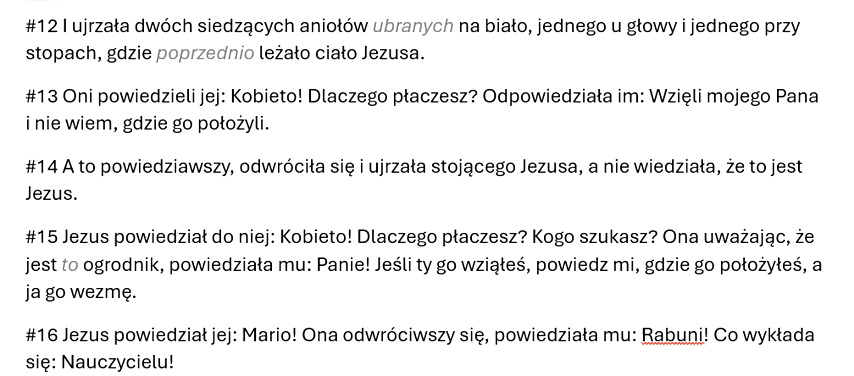 #12 I ujrzała dwóch siedzących aniołów ubranych na biało, jednego u głowy i jednego przy
stopach, gdzie poprzednio leżało ciało Jezusa.
#13 Oni powiedzieli jej: Kobieto! Dlaczego płaczesz? Odpowiedziała im: Wzięli mojego Pana
i nie wiem, gdzie go położyli.
#14 A to powiedziawszy, odwróciła się i ujrzała stojącego Jezusa, a nie wiedziała, że to jest
Jezus.
#15 Jezus powiedział do niej: Kobieto! Dlaczego płaczesz? Kogo szukasz? Ona uważając, że
jest to ogrodnik, powiedziała mu: Panie! Jeśli ty go wziąłeś, powiedz mi, gdzie go położyłeś, a
ja go wezmę.
#16 Jezus powiedział jej: Mario! Ona odwróciwszy się, powiedziała mu: Rabuni! Co wykłada
się: Nauczycielu!